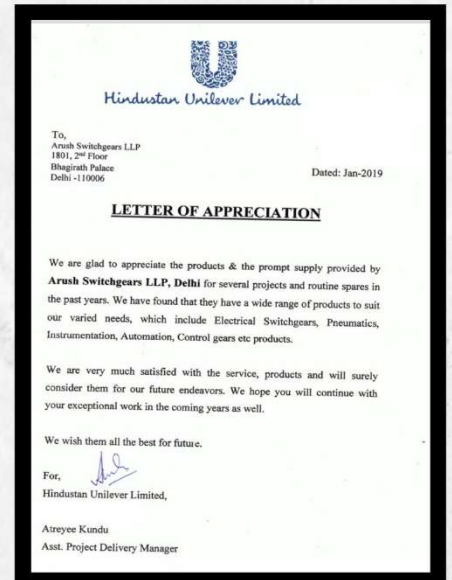 Hindustan Unilever Limited
To,
Arush Switchgears LLP
1801, 2nd Floor
Bhagirath Palace
Delhi -110006
Dated: Jan-2019
LETTER OF APPRECIATION
We are glad to appreciate the products & the prompt supply provided by
Arush Switchgears LLP, Delhi for several projects and routine spares in
the past years. We have found that they have a wide range of products to suit
our varied needs, which include Electrical Switchgears, Pneumatics,
Instrumentation, Automation, Control gears etc products.
We are very much satisfied with the service, products and will surely
consider them for our future endeavors. We hope you will continue with
your exceptional work in the coming years as well.
We wish them all the best for future.
For,
Hindustan Unilever Limited,
Atreyee Kundu
Asst. Project Delivery Manager